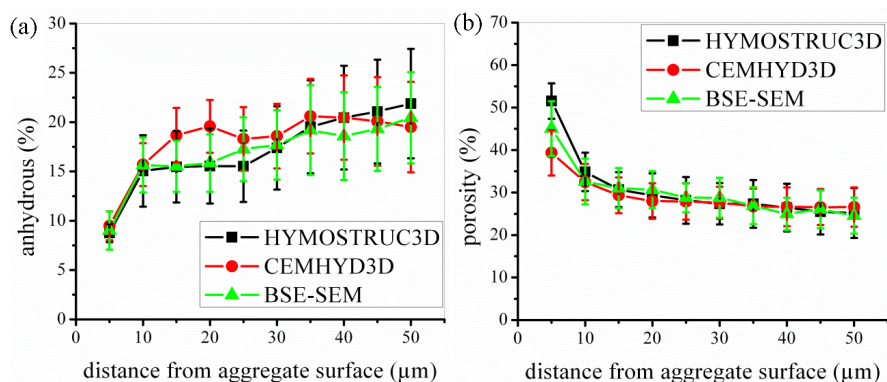 (a)
30
25
20
15
10
5
0
anhydrous (%)
HYMOSTRUC3D
CEMHYD3D
BSE-SEM
0 10 20 30 40 50
distance from aggregate surface (µm)
(b)
70
60
50
40
30
20
10
0
porosity (%)
HYMOSTRUC3D
CEMHYD3D
BSE-SEM
0 10 20 30 40 50
distance from aggregate surface (µm)